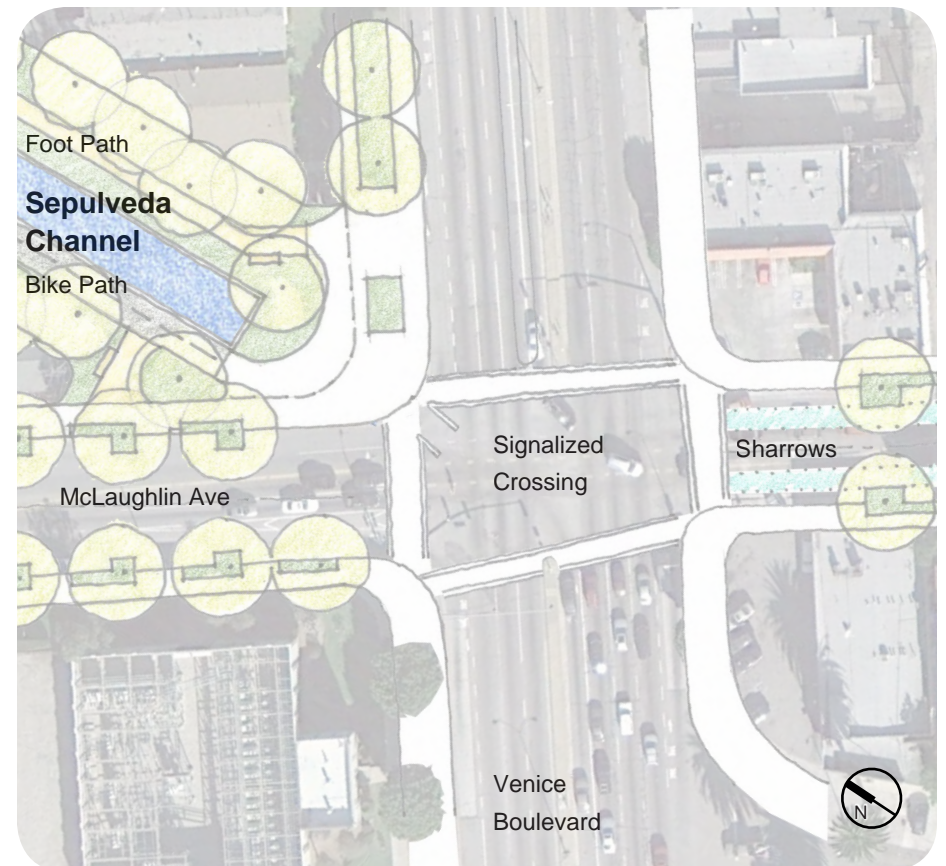 Foot Path
Sepulveda
Channel
Bike Path
Signalized
Crossing
Sharrows
McLaughlin Ave
Venice
Boulevard
N